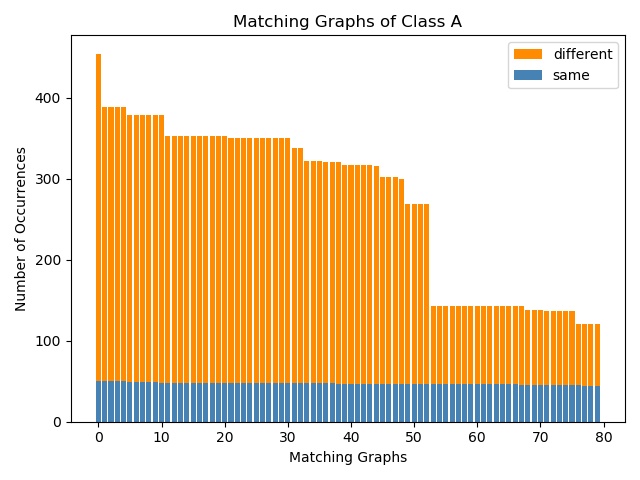 Matching Graphs of Class A
different
same
Number of Occurrences
400
300
200
100
0
0 10 20 30 40 50 60 70 80
Matching Graphs